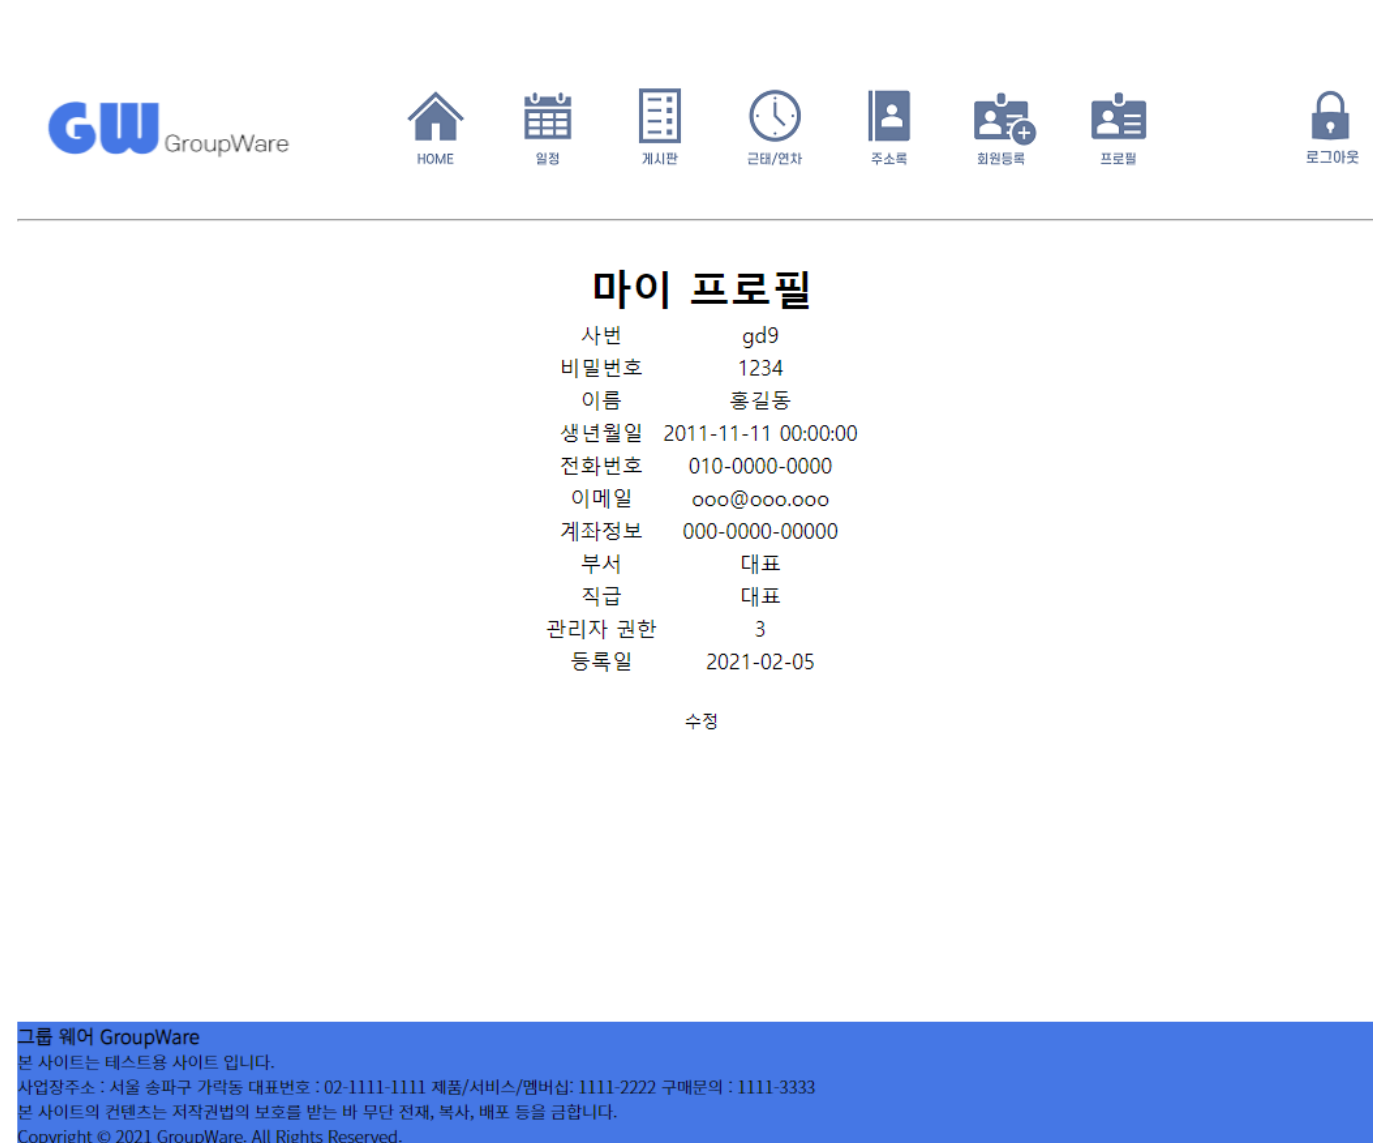 GW GroupWare
HOME 일정 게시판 근태/연차 주소록 회원등록 프로필 로그아웃
마이 프로필
사번 gd9
비밀번호 1234
이름 홍길동
생년월일 2011-11-11 00:00:00
전화번호 010-0000-0000
이메일 ooo@ooo.ooo
계좌정보 000-0000-00000
부서 대표
직급 대표
관리자 권한 3
등록일 2021-02-05
수정
그룹 웨어 GroupWare
본 사이트는 테스트용 사이트 입니다.
사업장주소 : 서울 송파구 가락동 대표번호 : 02-1111-1111 제품/서비스/멤버십: 1111-2222 구매문의 : 1111-3333
본 사이트의 컨텐츠는 저작권법의 보호를 받는 바 무단 전재, 복사, 배포 등을 금합니다.
Copyright © 2021 GroupWare. All Rights Reserved.